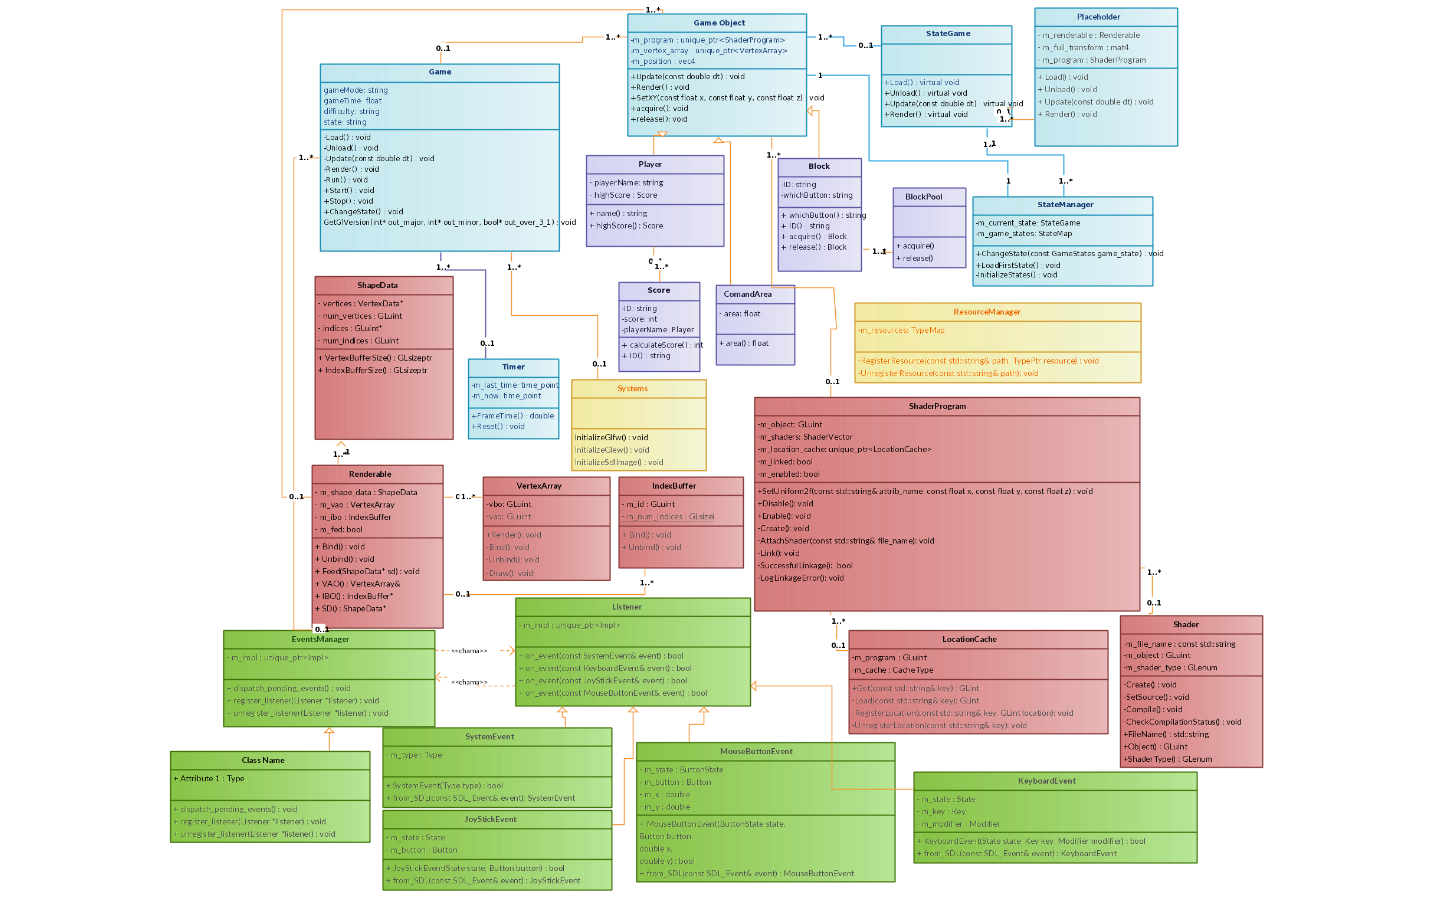 1..*
Game Object
-m_program : unique_ptr<ShaderProgram>
-m_vertex_array : unique_ptr<VertexArray>
-m_position : vec4
+Update(const double dt) : void
+Render() : void
+SetXY(const float x, const float y, const float z) : void
+acquire(): void
+release(): void
1..*
0..1
1..*
0..1
1
1..*
Game
gameMode: string
gameTime: float
difficulty: string
state: string
-Load() : void
-Unload() : void
-Update(const double dt) : void
-Render() : void
-Run() : void
+Start() : void
+Stop() : void
+ChangeState() : void
GetGlVersion(int* out_major, int* out_minor, bool* out_over_3_1) : void
1..*
1..*
1..*
StateGame
+Load() : virtual void
+Unload() : virtual void
+Update(const double dt) : virtual void
+Render() : virtual void
0..1
1..*
Placeholder
- m_renderable : Renderable
- m_full_transform : mat4
- m_program : ShaderProgram
+ Load() : void
+ Unload() : void
+ Update(const double dt) : void
+ Render() : void
1
1..*
Player
- playerName: string
- highScore : Score
+ name() : string
+ highScore() : Score
1..*
Block
-ID: string
-whichButton: string
+ whichButton() : string
+ ID() : string
+ acquire() : Block
+ release() : Block
BlockPool
+ acquire()
+ release()
StateManager
-m_current_state: StateGame
-m_game_states: StateMap
+ChangeState(const GameStates game_state) : void
+LoadFirstState() : void
-InitializeStates() : void
Score
-ID: string
-score: int
-playerName: Player
+ calculateScore() : int
+ ID() : string
ComandArea
- area: float
+ area() : float
ShapeData
- vertices : VertexData*
- num_vertices : GLuint
- indices : GLuint*
- num_indices : GLuint
+ VertexBufferSize() : GLsizeptr
+ IndexBufferSize() : GLsizeptr
0..1
Timer
-m_last_time: time_point
-m_now: time_point
+FrameTime() : double
+Reset() : void
0..1
Systems
InitializeGlfw() : void
InitializeGlew() : void
InitializeSdlImage() : void
ResourceManager
-m_resources: TypeMap
-RegisterResource(const std::string& path, TypePtr resource) : void
-UnregisterResource(const std::string& path): void
0..1
ShaderProgram
-m_object: GLuint
-m_shaders: ShaderVector
-m_location_cache: unique_ptr<LocationCache>
-m_linked: bool
-m_enabled: bool
+SetUniform2f(const std::string& attrib_name, const float x, const float y, const float z) : void
+Disable(): void
+Enable(): void
-Create(): void
-AttachShader(const std::string& file_name): void
-Link(): void
-SuccessfulLinkage(): bool
-LogLinkageError(): void
Renderable
- m_shape_data : ShapeData
- m_vao : VertexArray
- m_ibo : IndexBuffer
- m_fed: bool
+ Bind() : void
+ Unbind() : void
+ Feed(ShapeData* sd) : void
+ VAO() : VertexArray&
+ IBO() : IndexBuffer*
+ SD() : ShapeData*
0..1
0..1
VertexArray
-vbo: GLuint
-vao: GLuint
+Render(): void
-Bind(): void
-Unbind(): void
-Draw(): void
IndexBuffer
- m_id : GLuint
- m_num_indices : GLsizei
+ Bind() : void
+ Unbind() : void
1..*
0..1
Listener
- m_impl : unique_ptr<Impl>
+ on_event(const SystemEvent& event) : bool
+ on_event(const KeyboardEvent& event) : bool
+ on_event(const JoyStickEvent& event) : bool
+ on_event(const MouseButtonEvent& event) : bool
EventsManager
- m_impl : unique_ptr<Impl>
+ dispatch_pending_events() : void
+ register_listener(Listener *listener) : void
+ unregister_listener(Listener *listener) : void
<<chama>>
<<chama>>
1..*
0..1
LocationCache
-m_program : GLuint
-m_cache : CacheType
+Get(const std::string& key) : GLint
-Load(const std::string& key): GLint
-RegisterLocation(const std::string& key, GLint location): void
-UnregisterLocation(const std::string& key): void
1..*
0..1
Shader
-m_file_name : const std::string
-m_object : GLuint
-m_shader_type : GLenum
-Create() : void
-SetSource() : void
-Compile() : void
-CheckCompilationStatus() : void
+FileName() : std::string
+Object() : GLuint
+ShaderType() : GLenum
Class Name
+ Attribute 1 : Type
+ dispatch_pending_events() : void
+ register_listener(Listener *listener) : void
+ unregister_listener(Listener *listener) : void
SystemEvent
- m_type : Type
+ SystemEvent(Type type) : bool
+ from_SDL(const SDL_Event& event): SystemEvent
JoyStickEvent
- m_state : State
- m_button : Button
+ JoyStickEvent(State state, Button button) : bool
+ from_SDL(const SDL_Event& event) : JoyStickEvent
MouseButtonEvent
- m_state : ButtonState
- m_button : Button
- m_x : double
- m_y : double
+ MouseButtonEvent(ButtonState state,
Button button,
double x,
double y) : bool
+ from_SDL(const SDL_Event& event) : MouseButtonEvent
KeyboardEvent
- m_state : State
- m_key : Key
- m_modifier : Modifier
+ KeyboardEvent(State state, Key key, Modifier modifier) : bool
+ from_SDL(const SDL_Event& event) : KeyboardEvent